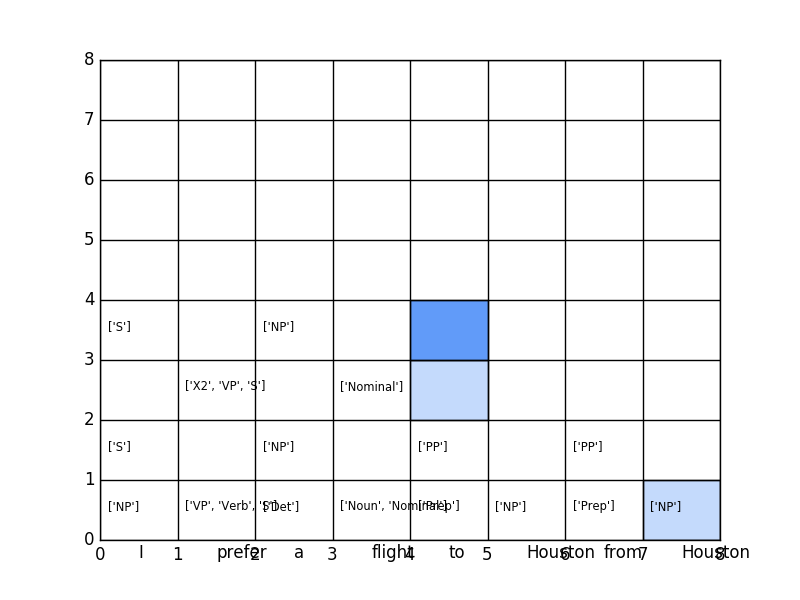 8
7
6
5
4
['S'] ['NP']
3
['X2', 'VP', 'S'] ['Nominal']
2
['S'] ['NP'] ['PP'] ['PP']
1
['NP'] ['VP', 'Verb', 'S'] ['Det'] ['Noun', 'Nominal'] ['Prep'] ['NP'] ['Prep'] ['NP']
0
I prefer a flight to Houston from Houston
0 1 2 3 4 5 6 7 8